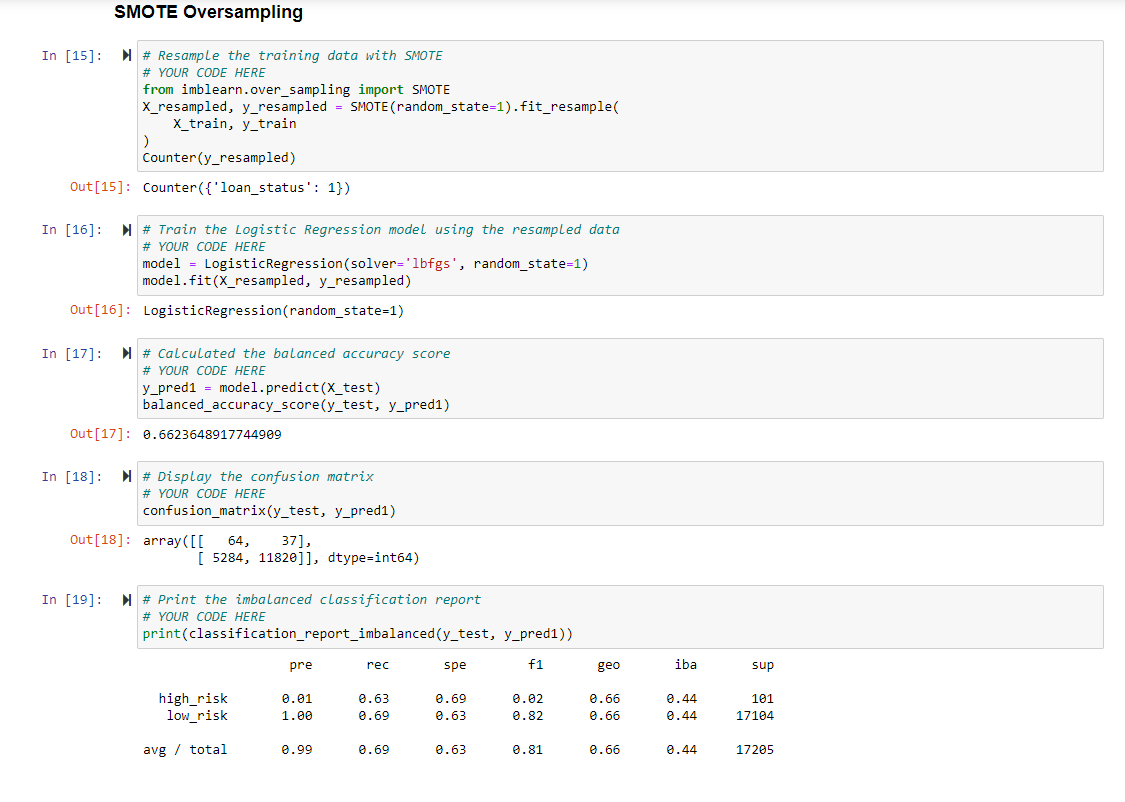 SMOTE Oversampling
In [15]: # Resample the training data with SMOTE
# YOUR CODE HERE
from imblearn.over_sampling import SMOTE
X_resampled, y_resampled = SMOTE(random_state=1).fit_resample(
    X_train, y_train
)
Counter(y_resampled)
Out[15]: Counter({'loan_status': 1})
In [16]: # Train the Logistic Regression model using the resampled data
# YOUR CODE HERE
model = LogisticRegression(solver='lbfgs', random_state=1)
model.fit(X_resampled, y_resampled)
Out[16]: LogisticRegression(random_state=1)
In [17]: # Calculated the balanced accuracy score
# YOUR CODE HERE
y_pred1 = model.predict(X_test)
balanced_accuracy_score(y_test, y_pred1)
Out[17]: 0.6623648917744909
In [18]: # Display the confusion matrix
# YOUR CODE HERE
confusion_matrix(y_test, y_pred1)
Out[18]: array([[   64,    37],
       [ 5284, 11820]], dtype=int64)
In [19]: # Print the imbalanced classification report
# YOUR CODE HERE
print(classification_report_imbalanced(y_test, y_pred1))
pre rec spe f1 geo iba sup
high_risk 0.01 0.63 0.69 0.02 0.66 0.44 101
low_risk 1.00 0.69 0.63 0.82 0.66 0.44 17104
avg / total 0.99 0.69 0.63 0.81 0.66 0.44 17205